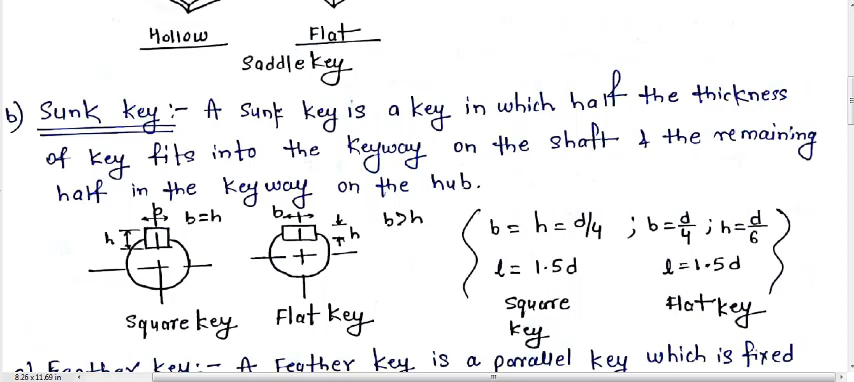 Hollow Flat
Saddle key
b) Sunk key :- A Sunk key is a key in which half the thickness
of key fits into the keyway on the shaft & the remaining
half in the keyway on the hub.
b b=h b b>h
h h
b = h = d/4 ; b = d/4 ; h = d/6
l = 1.5d l = 1.5d
Square key Flat key Square key Flat key
c) Feather key :- A Feather key is a parallel key which is fixed
8.26 x 11.69 in